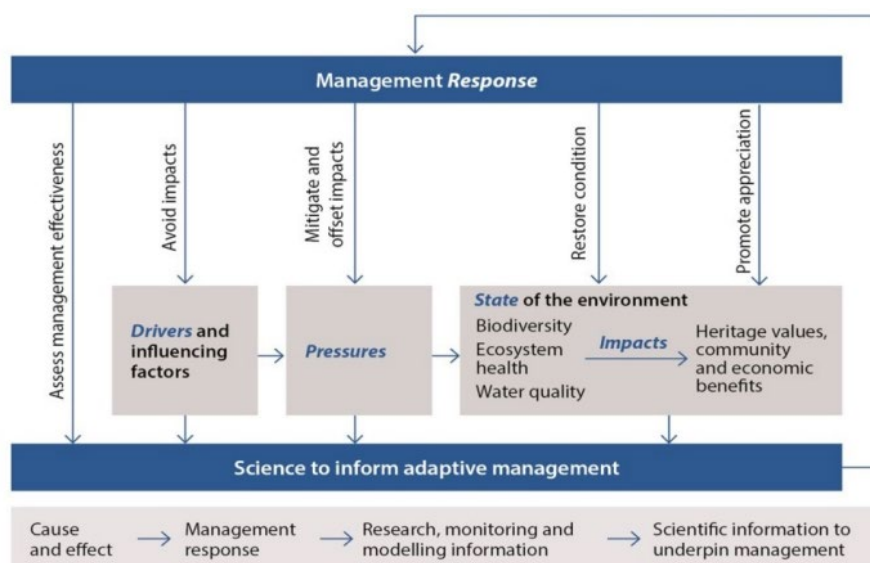 Management Response
Assess management effectiveness
Avoid impacts
Mitigate and
offset impacts
Restore condition
Promote appreciation
Drivers and
influencing
factors
Pressures
State of the environment
Biodiversity
Ecosystem
health
Water quality
Impacts
Heritage values,
community
and economic
benefits
Science to inform adaptive management
Cause
and effect
Management
response
Research, monitoring and
modelling information
Scientific information to
underpin management